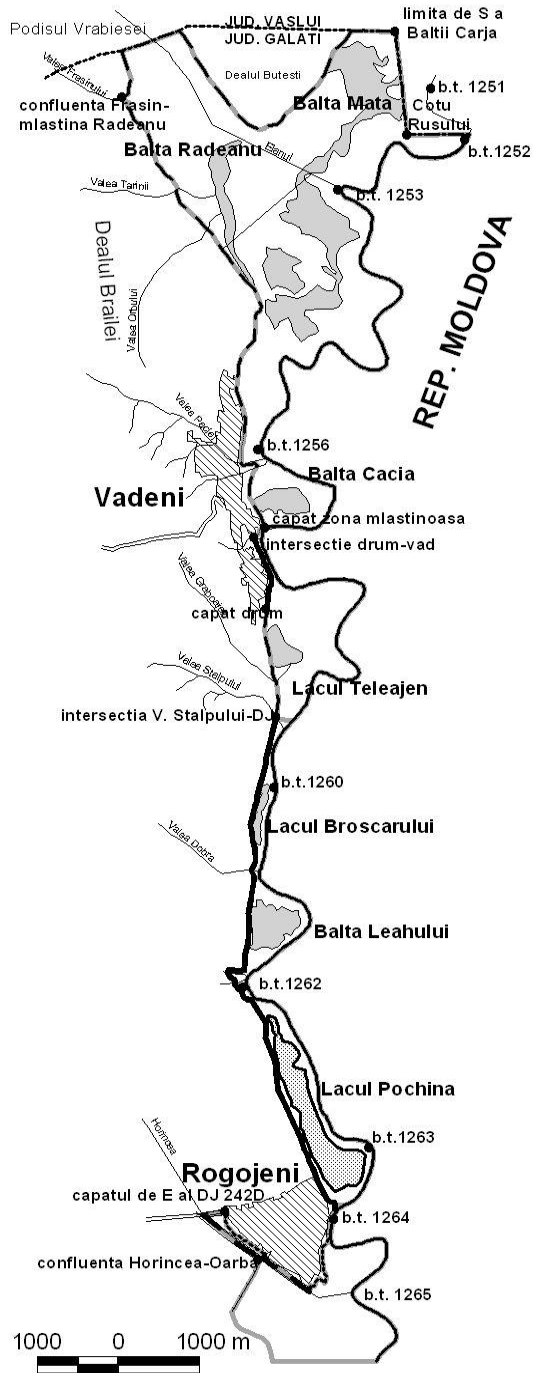 Podisul Vrabiesei
JUD. VASLUI
JUD. GALATI
limita de S a
Baltii Carja
Valea Frasinului
Dealul Butesti
b.t. 1251
confluenta Frasin-
mlastina Radeanu
Balta Mata
Cotu
Rusului
Balta Radeanu
Elanul
b.t. 1252
Valea Tarinii
b.t. 1253
Dealul Brailei
Valea Orbului
REP. MOLDOVA
b.t.1256
Balta Cacia
Vadeni
capat zona mlastinoasa
intersectie drum-vad
capat drum
Valea Stalpului
Lacul Teleajen
intersectia V. Stalpului-DJ
b.t. 1260
Lacul Broscarului
Valea Dobra
Balta Leahului
b.t.1262
Lacul Pochina
b.t.1263
Horincea
Rogojeni
capatul de E al DJ 242D
b.t. 1264
confluenta Horincea-Oarba
b.t. 1265
1000 0 1000 m